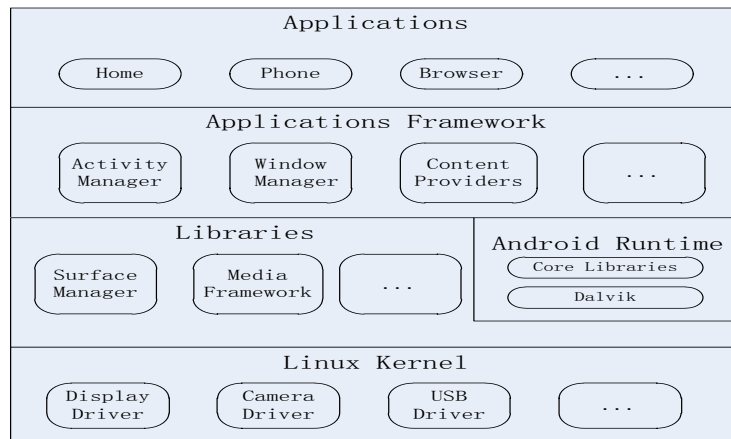 Applications
Home
Phone
Browser
...
Applications Framework
Activity
Manager
Window
Manager
Content
Providers
...
Libraries
Surface
Manager
Media
Framework
...
Android Runtime
Core Libraries
Dalvik
Linux Kernel
Display
Driver
Camera
Driver
USB
Driver
...